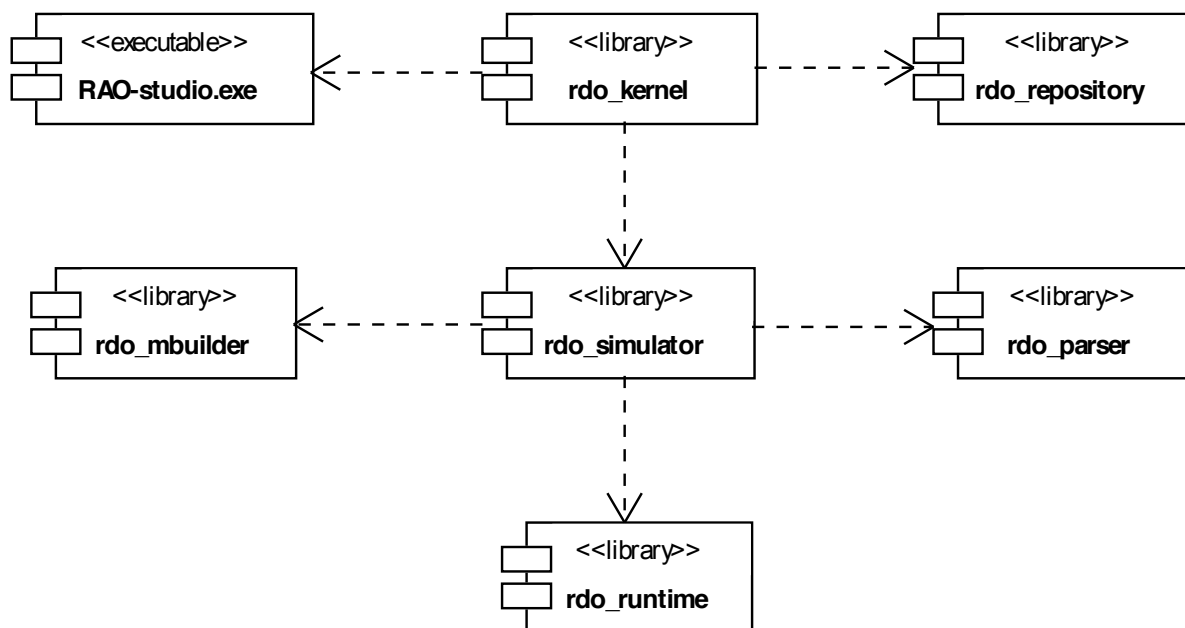 <<executable>>
RAO-studio.exe
<<library>>
rdo_kernel
<<library>>
rdo_repository
<<library>>
rdo_mbuilder
<<library>>
rdo_simulator
<<library>>
rdo_parser
<<library>>
rdo_runtime